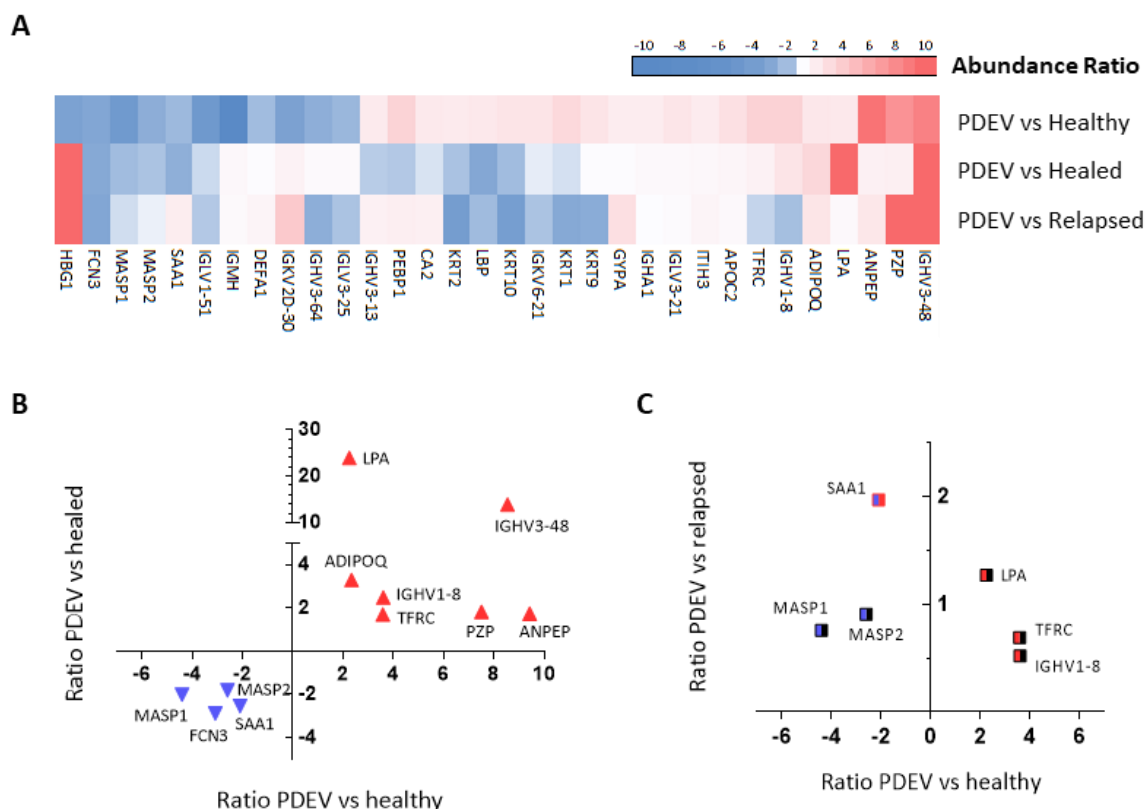 A
-10 -8 -6 -4 -2 2 4 6 8 10
Abundance Ratio
PDEV vs Healthy
PDEV vs Healed
PDEV vs Relapsed
HBG1
FCN3
MASP1
MASP2
SAA1
IGLV1-51
IGMH
DEFA1
IGKV2D-30
IGHV3-64
IGLV3-25
IGHV3-13
PEBP1
CA2
KRT2
LBP
KRT10
IGKV6-21
KRT1
KRT9
GYPA
IGHA1
IGLV3-21
ITIH3
APOC2
TFRC
IGHV1-8
ADIPOQ
LPA
ANPEP
PZP
IGHV3-48
B
Ratio PDEV vs healed
30
20
10
4
2
-2
-4
-6 -4 -2 2 4 6 8 10
LPA
IGHV3-48
ADIPOQ
IGHV1-8
TFRC
PZP
ANPEP
MASP2
MASP1
SAA1
FCN3
Ratio PDEV vs healthy
C
Ratio PDEV vs relapsed
2
1
SAA1
LPA
MASP1
MASP2
TFRC
IGHV1-8
-6 -4 -2 0 2 4 6
Ratio PDEV vs healthy